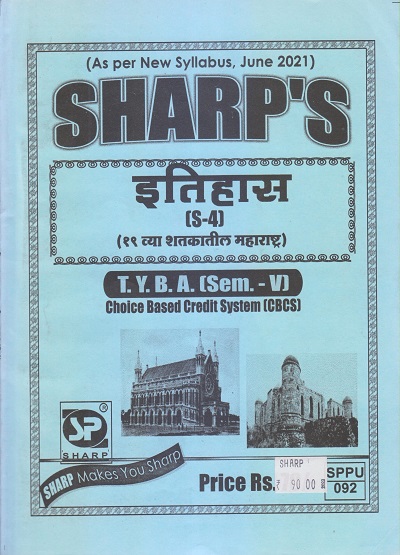 (As per New Syllabus, June 2021)
SHARP'S
इतिहास
(S-4)
(१९ व्या शतकातील महाराष्ट्र)
T.Y.B.A. (Sem. - V)
Choice Based Credit System (CBCS)
SP ®
SHARP
SHARP Makes You Sharp
Price Rs.
SHARP
₹ 90.00
SPPU
092